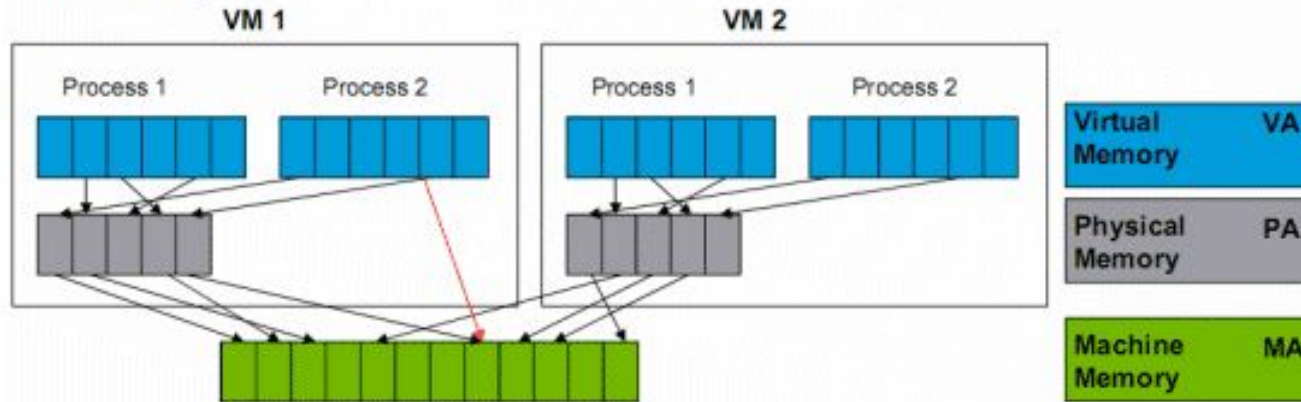 VM 1
VM 2
Process 1
Process 2
Process 1
Process 2
Virtual VA
Memory
Physical PA
Memory
Machine MA
Memory